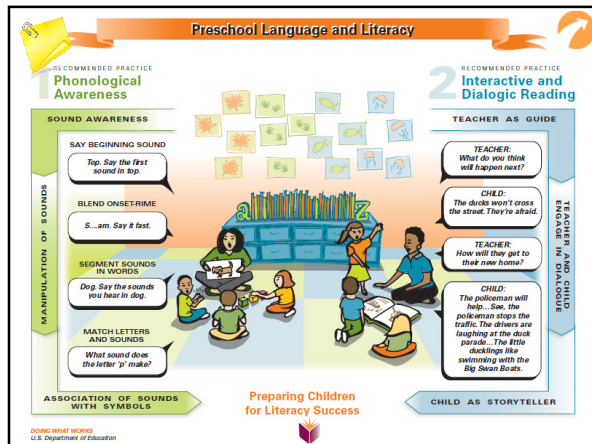 Preschool Language and Literacy
1
RECOMMENDED PRACTICE
Phonological
Awareness
SOUND AWARENESS
SAY BEGINNING SOUND
Top. Say the first
sound in top.
BLEND ONSET-RIME
S....am. Say it fast.
SEGMENT SOUNDS
IN WORDS
Dog. Say the sounds
you hear in dog.
MATCH LETTERS
AND SOUNDS
What sound does
the letter 'p' make?
MANIPULATION OF SOUNDS
ASSOCIATION OF SOUNDS
WITH SYMBOLS
a z
2
RECOMMENDED PRACTICE
Interactive and
Dialogic Reading
TEACHER AS GUIDE
TEACHER:
What do you think
will happen next?
CHILD:
The ducks won't cross
the street. They're afraid.
TEACHER:
How will they get to
their new home?
CHILD:
The policeman will
help...See, the
policeman stops the
traffic. The drivers are
laughing at the duck
parade...The little
ducklings like
swimming with the
Big Swan Boats.
TEACHER AND CHILD
ENGAGE IN DIALOGUE
CHILD AS STORYTELLER
Preparing Children
for Literacy Success
DOING WHAT WORKS
U.S. Department of Education